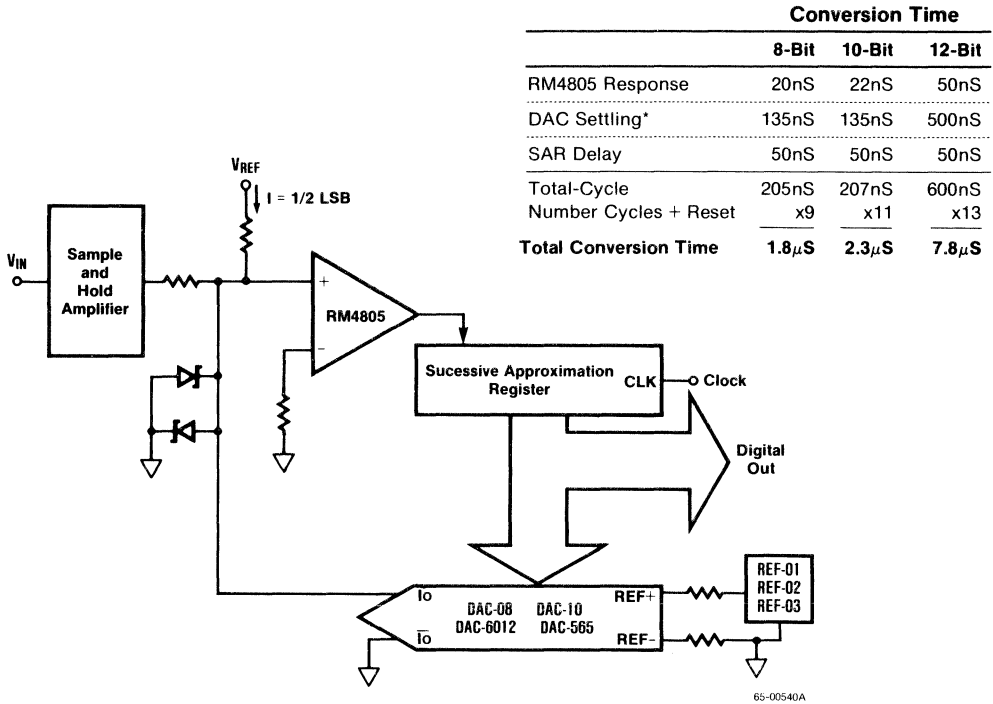 Conversion Time
8-Bit 10-Bit 12-Bit
RM4805 Response 20nS 22nS 50nS
DAC Settling* 135nS 135nS 500nS
SAR Delay 50nS 50nS 50nS
Total-Cycle 205nS 207nS 600nS
Number Cycles + Reset x9 x11 x13
Total Conversion Time 1.8μS 2.3μS 7.8μS
VREF
I = 1/2 LSB
VIN
Sample
and
Hold
Amplifier
+
RM4805
−
Sucessive Approximation
Register
CLK
Clock
Digital
Out
Io
DAC-08 DAC-10
REF+
DAC-6012 DAC-565
Io
REF-
REF-01
REF-02
REF-03
65-00540A